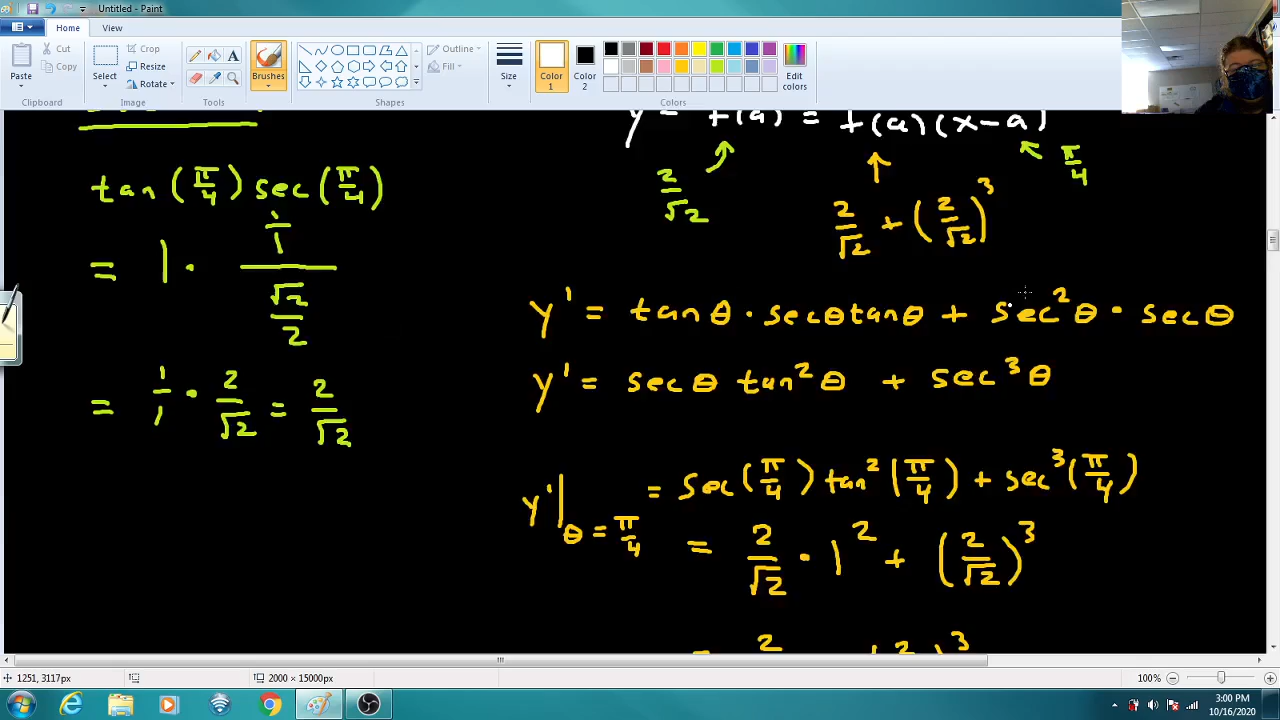 Untitled - Paint
Home View
Paste
Cut
Copy
Clipboard
Select
Crop
Resize
Rotate
Image
Tools
Brushes
Shapes
Outline
Fill
Size
Color 1
Color 2
Colors
Edit colors
y - f(a) = f'(a)(x-a)
2/√2
π/4
2/√2 + (2/√2)³
tan(π/4) sec(π/4)
= 1 · (1/1)/(√2/2)
= 1/1 · 2/√2 = 2/√2
y' = tanθ · secθtanθ + sec²θ · secθ
y' = secθ tan²θ + sec³θ
y'|θ=π/4 = sec(π/4) tan²(π/4) + sec³(π/4)
= 2/√2 · 1² + (2/√2)³
1251, 3117px
2000 x 15000px
100%
3:00 PM
10/16/2020